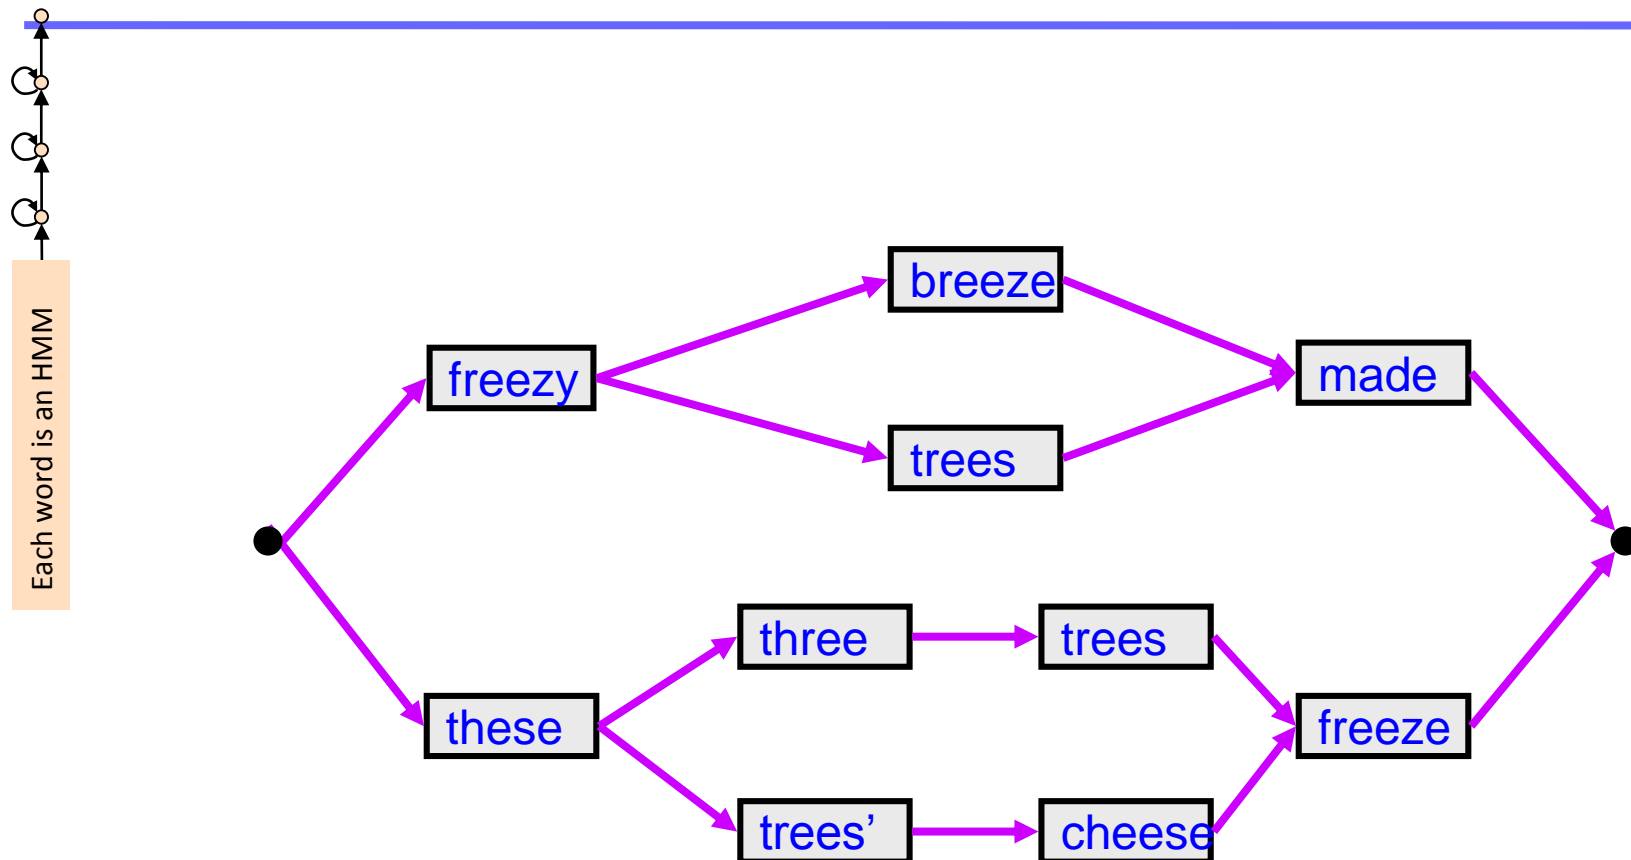 Each word is an HMM
breeze
freezy
made
trees
three
trees
these
freeze
trees’
cheese